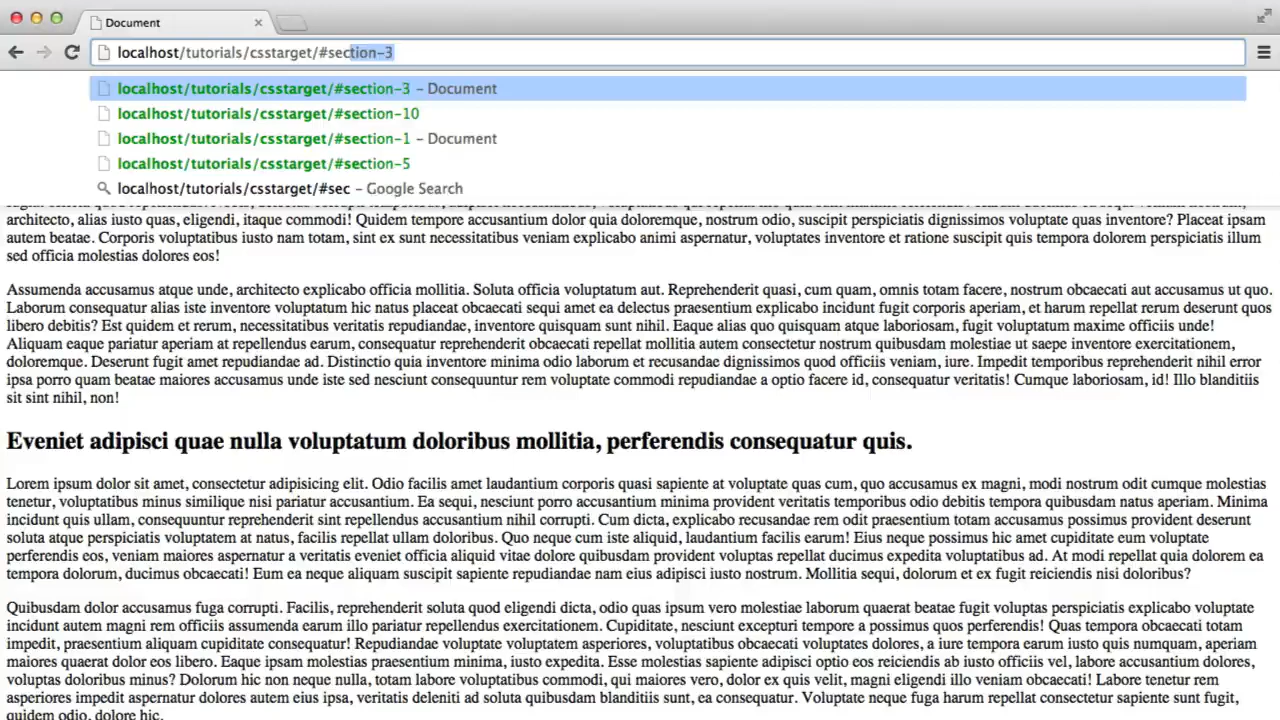 Document
localhost/tutorials/csstarget/#section-3
localhost/tutorials/csstarget/#section-3 – Document
localhost/tutorials/csstarget/#section-10
localhost/tutorials/csstarget/#section-1 – Document
localhost/tutorials/csstarget/#section-5
localhost/tutorials/csstarget/#sec – Google Search
architecto, alias iusto quas, eligendi, itaque commodi! Quidem tempore accusantium dolor quia doloremque, nostrum odio, suscipit perspiciatis dignissimos voluptate quas inventore? Placeat ipsam
autem beatae. Corporis voluptatibus iusto nam totam, sint ex sunt necessitatibus veniam explicabo animi aspernatur, voluptates inventore et ratione suscipit quis tempora dolorem perspiciatis illum
sed officia molestias dolores eos!
Assumenda accusamus atque unde, architecto explicabo officia mollitia. Soluta officia voluptatum aut. Reprehenderit quasi, cum quam, omnis totam facere, nostrum obcaecati aut accusamus ut quo.
Laborum consequatur alias iste inventore voluptatum hic natus placeat obcaecati sequi amet ea delectus praesentium explicabo incidunt fugit corporis aperiam, et harum repellat rerum deserunt quos
libero debitis? Est quidem et rerum, necessitatibus veritatis repudiandae, inventore quisquam sunt nihil. Eaque alias quo quisquam atque laboriosam, fugit voluptatum maxime officiis unde!
Aliquam eaque pariatur aperiam at repellendus earum, consequatur reprehenderit obcaecati repellat mollitia autem consectetur nostrum quibusdam molestiae ut saepe inventore exercitationem,
doloremque. Deserunt fugit amet repudiandae ad. Distinctio quia inventore minima odio laborum et recusandae dignissimos quod officiis veniam, iure. Impedit temporibus reprehenderit nihil error
ipsa porro quam beatae maiores accusamus unde iste sed nesciunt consequuntur rem voluptate commodi repudiandae a optio facere id, consequatur veritatis! Cumque laboriosam, id! Illo blanditiis
sit sint nihil, non!
Eveniet adipisci quae nulla voluptatum doloribus mollitia, perferendis consequatur quis.
Lorem ipsum dolor sit amet, consectetur adipisicing elit. Odio facilis amet laudantium corporis quasi sapiente at voluptate quas cum, quo accusamus ex magni, modi nostrum odit cumque molestias
tenetur, voluptatibus minus similique nisi pariatur accusantium. Ea sequi, nesciunt porro accusantium minima provident veritatis temporibus odio debitis tempora quibusdam natus aperiam. Minima
incidunt quis ullam, consequuntur reprehenderit sint repellendus accusantium nihil corrupti. Cum dicta, explicabo recusandae rem odit praesentium totam accusamus possimus provident deserunt
soluta atque perspiciatis voluptatem at natus, facilis repellat ullam doloribus. Quo neque cum iste aliquid, laudantium facilis earum! Eius neque possimus hic amet cupiditate eum voluptate
perferendis eos, veniam maiores aspernatur a veritatis eveniet officia aliquid vitae dolore quibusdam provident voluptas repellat ducimus expedita voluptatibus ad. At modi repellat quia dolorem ea
tempora dolorum, ducimus obcaecati! Eum ea neque aliquam suscipit sapiente repudiandae nam eius adipisci iusto nostrum. Mollitia sequi, dolorum et ex fugit reiciendis nisi doloribus?
Quibusdam dolor accusamus fuga corrupti. Facilis, reprehenderit soluta quod eligendi dicta, odio quas ipsum vero molestiae laborum quaerat beatae fugit voluptas perspiciatis explicabo voluptate
incidunt autem magni rem officiis assumenda earum illo pariatur repellendus exercitationem. Cupiditate, nesciunt excepturi tempore a possimus quos perferendis! Quas tempora obcaecati totam
impedit, praesentium aliquam cupiditate consequatur! Repudiandae voluptate voluptatem asperiores, voluptatibus obcaecati voluptates dolores, a iure tempora earum iusto quis numquam, aperiam
maiores quaerat dolor eos libero. Eaque ipsam molestias praesentium minima, iusto expedita. Esse molestias sapiente adipisci optio eos reiciendis ab iusto officiis vel, labore accusantium dolores,
voluptas doloribus minus? Dolorum hic non neque nulla, totam labore voluptatibus commodi, qui maiores vero, dolor ex quis velit, magni eligendi illo veniam obcaecati! Labore tenetur rem
asperiores impedit aspernatur dolores autem eius ipsa, veritatis deleniti ad soluta quibusdam blanditiis sunt, ea consequatur. Voluptate neque fuga harum repellat consectetur sapiente sunt fugit,
quidem odio, dolore hic.